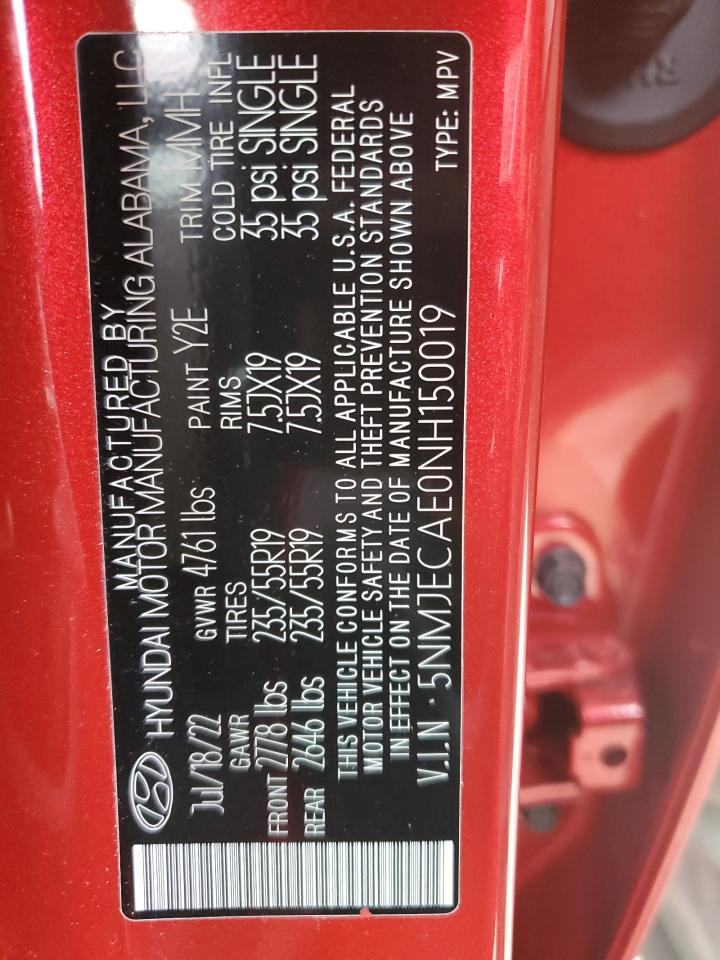 MANUFACTURED BY
HYUNDAI MOTOR MANUFACTURING ALABAMA, LLC
Jul/18/22 GVWR 4761 lbs PAINT Y2E TRIM MMH
GAWR TIRES RIMS COLD TIRE INFL
FRONT 2778 lbs 235/55R19 7.5JX19 35 psi SINGLE
REAR 2646 lbs 235/55R19 7.5JX19 35 psi SINGLE
THIS VEHICLE CONFORMS TO ALL APPLICABLE U.S.A. FEDERAL
MOTOR VEHICLE SAFETY AND THEFT PREVENTION STANDARDS
IN EFFECT ON THE DATE OF MANUFACTURE SHOWN ABOVE
V.I.N : 5NMJECAE0NH150019 TYPE: MPV